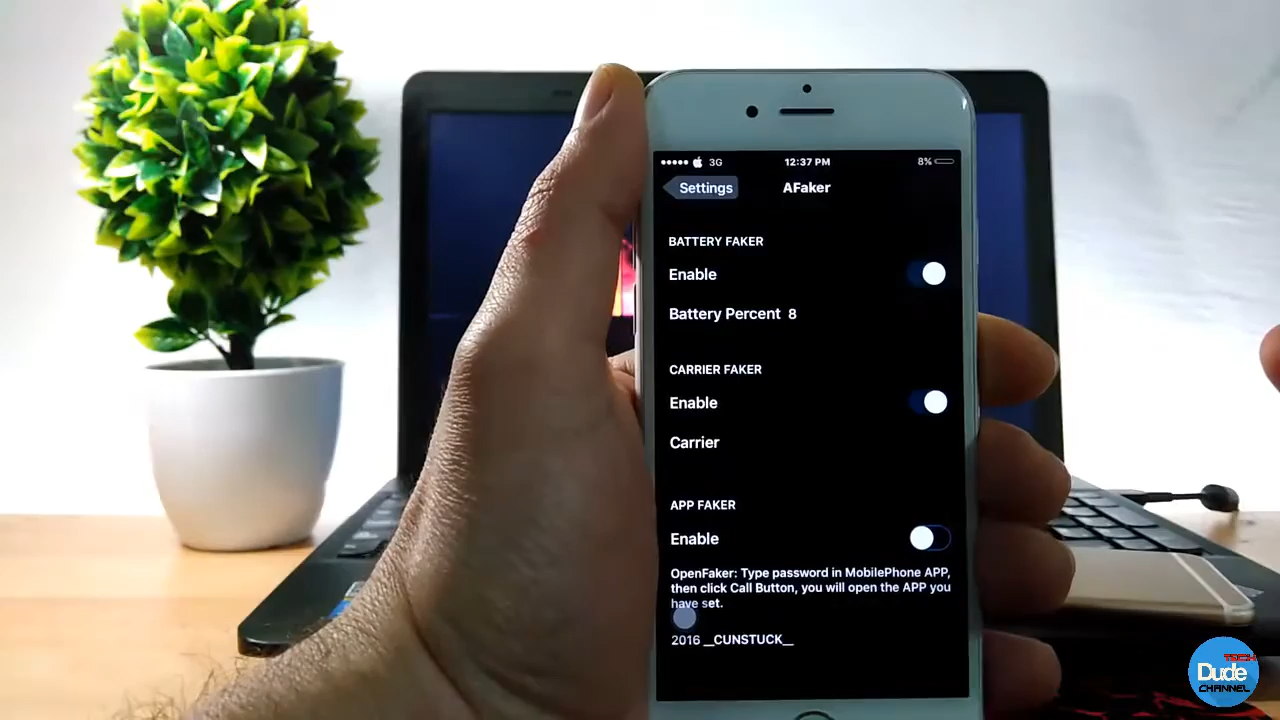 3G 12:37 PM 8%
Settings AFaker
BATTERY FAKER
Enable
Battery Percent 8
CARRIER FAKER
Enable
Carrier
APP FAKER
Enable
OpenFaker: Type password in MobilePhone APP,
then click Call Button, you will open the APP you
have set.
2016 __CUNSTUCK__
TECH
Dude
CHANNEL